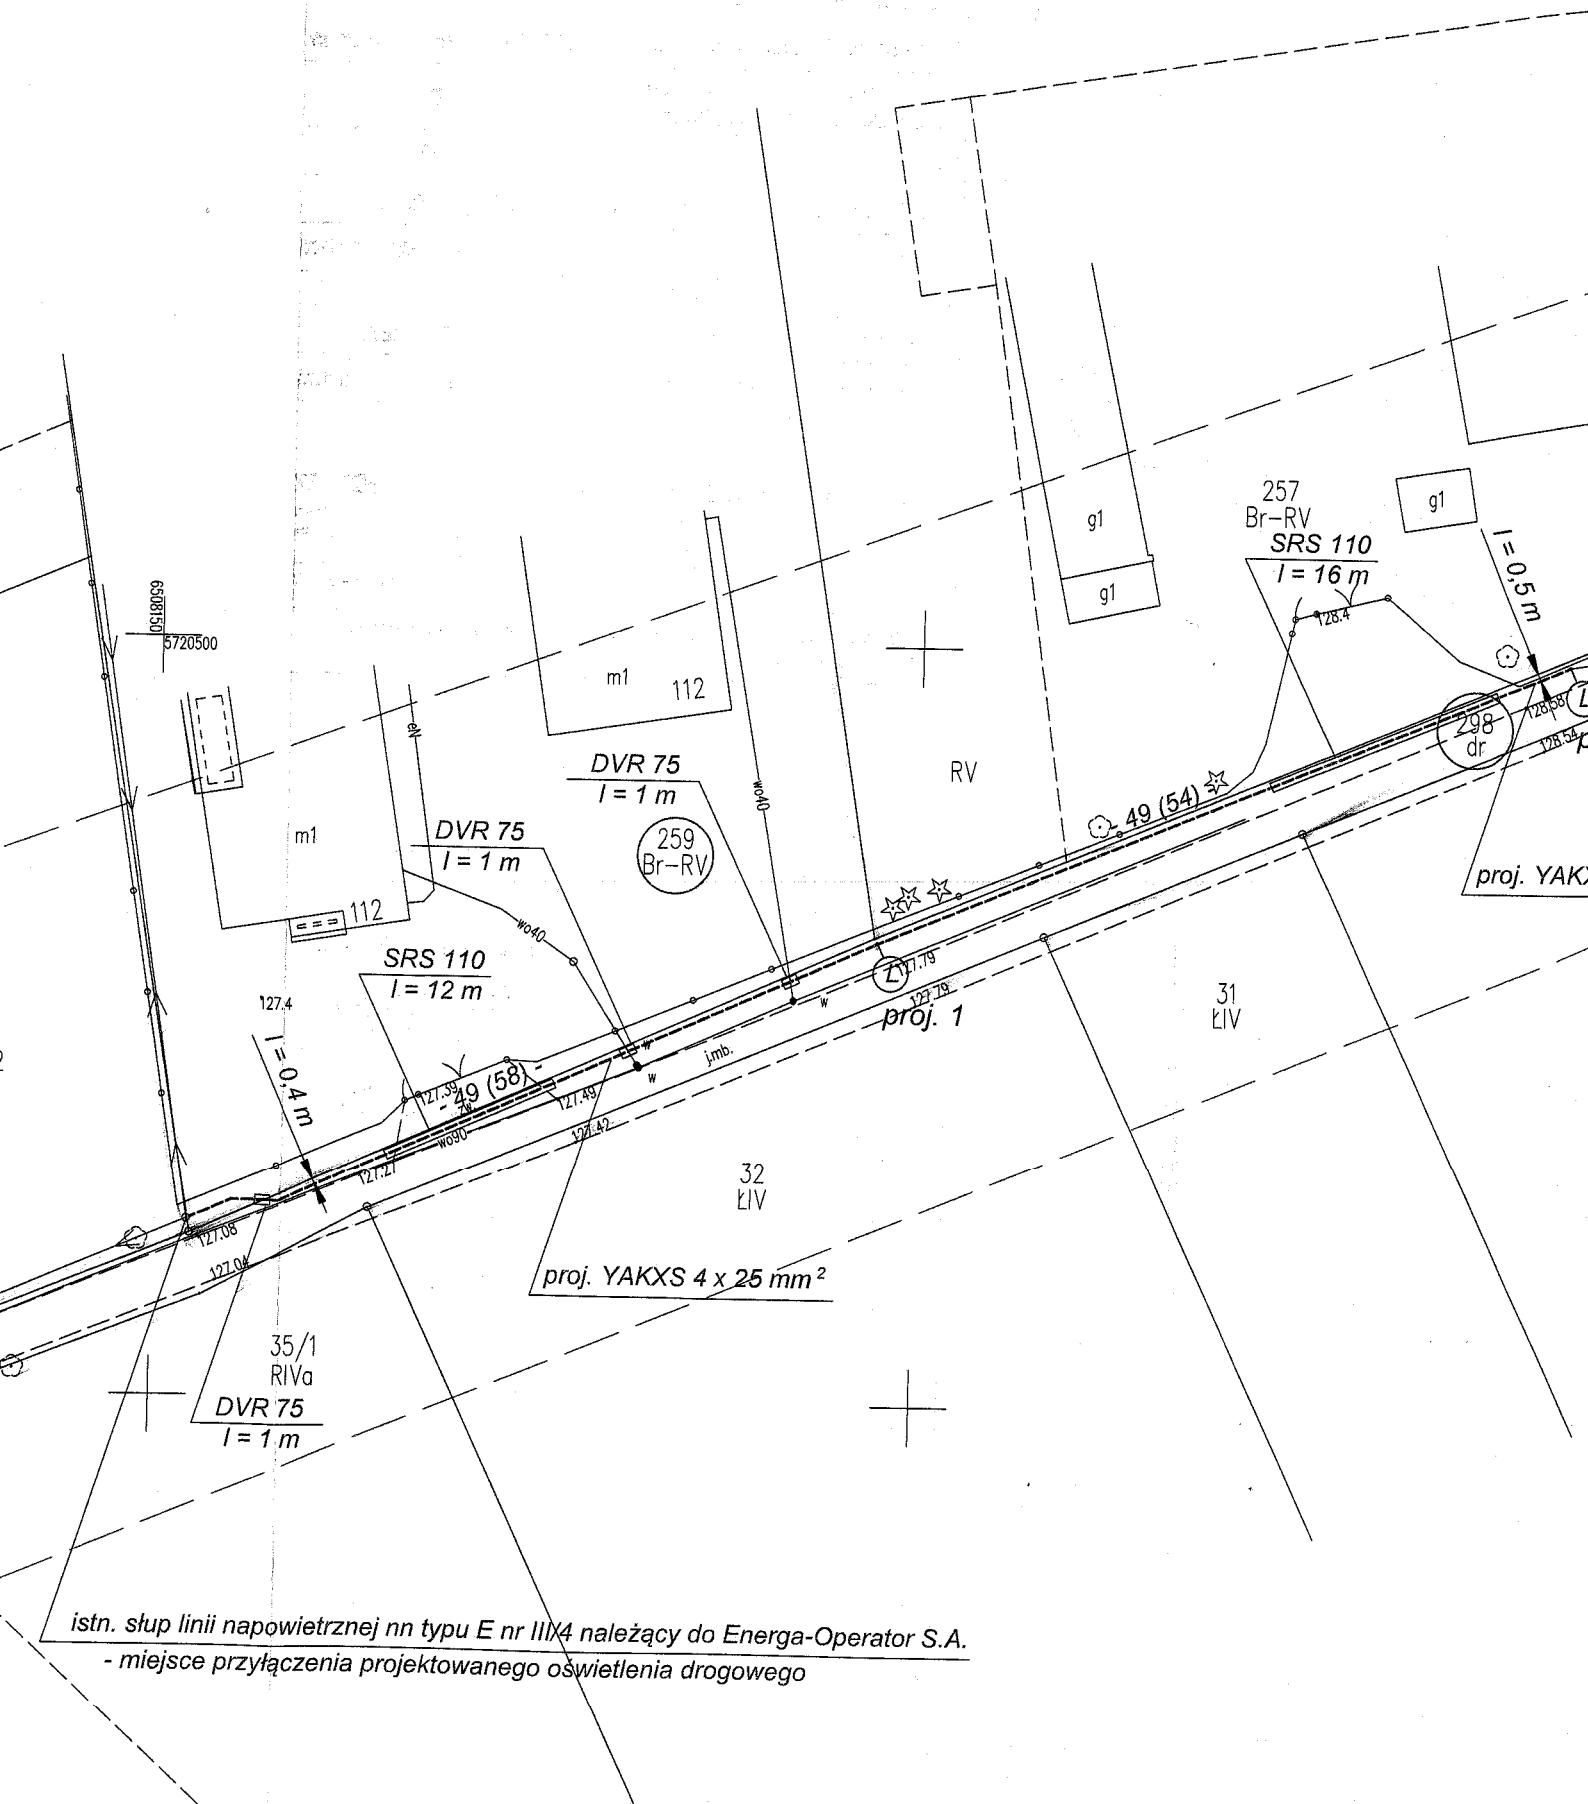 257
Br-RV
SRS 110
l = 16 m
g1
g1
g1
l = 0,5 m
6508150
5720500
128.4
m1
112
eN
DVR 75
l = 1 m
wo40
RV
298
dr
128.58
128.54
L
- 49 (54) -
m1
112
DVR 75
l = 1 m
259
Br-RV
proj. YAKX
wo40
SRS 110
l = 12 m
127.4
L
127.79
127.79
proj. 1
w
31
ŁIV
l = 0,4 m
w
w
j.mb.
127.39
- 49 (58) -
127.49
127.42
wo90
127.27
32
ŁIV
127.08
127.04
proj. YAKXS 4 x 25 mm²
35/1
RIVa
DVR 75
l = 1 m
istn. słup linii napowietrznej nn typu E nr III/4 należący do Energa-Operator S.A.
- miejsce przyłączenia projektowanego oświetlenia drogowego